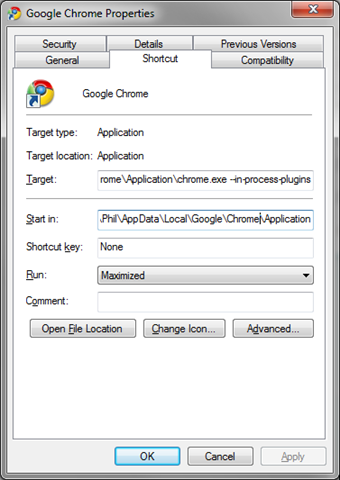 Google Chrome Properties
Security Details Previous Versions
General Shortcut Compatibility
Google Chrome
Target type: Application
Target location: Application
Target: rome\Application\chrome.exe --in-process-plugins
Start in: \Phil\AppData\Local\Google\Chrome\Application
Shortcut key: None
Run: Maximized
Comment:
Open File Location Change Icon... Advanced...
OK Cancel Apply